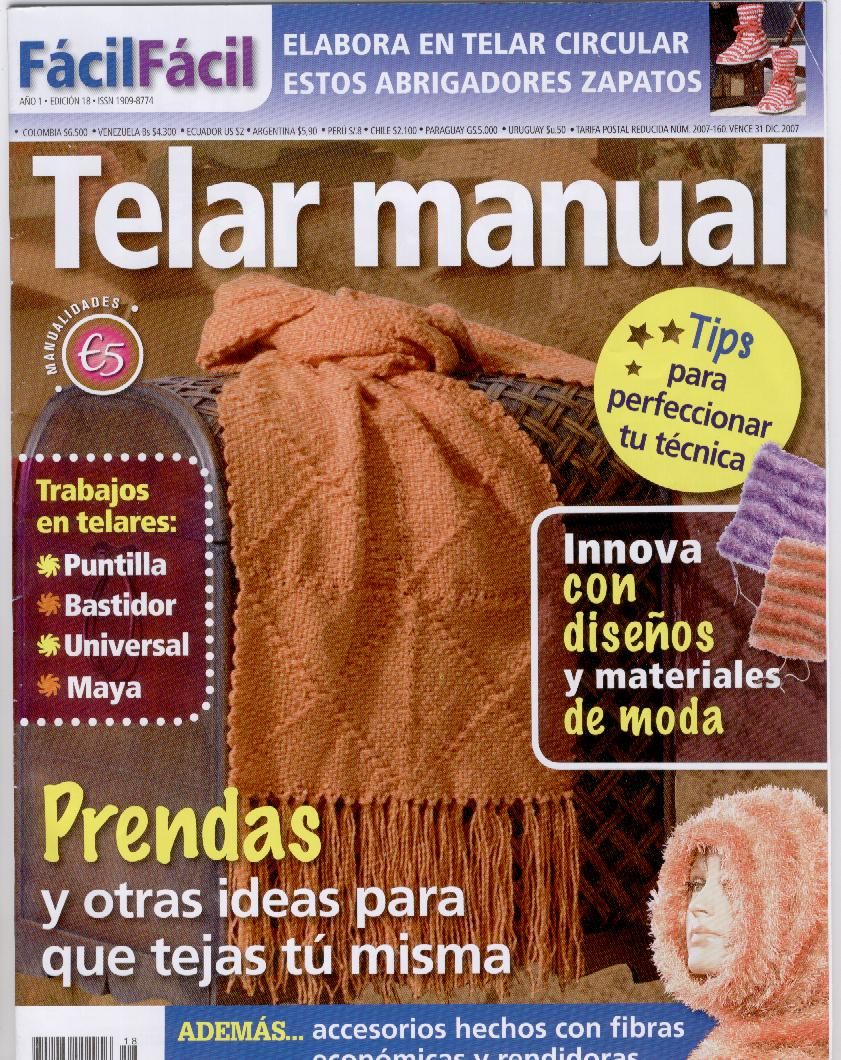 FácilFácil
AÑO 1 • EDICIÓN 18 • ISSN 1909-8774
ELABORA EN TELAR CIRCULAR
ESTOS ABRIGADORES ZAPATOS
• COLOMBIA $6.500 • VENEZUELA Bs $4.300 • ECUADOR US $2 • ARGENTINA $5,90 • PERÚ S/.8 • CHILE $2.100 • PARAGUAY G$5.000 • URUGUAY $u.50 • TARIFA POSTAL REDUCIDA NÚM. 2007-160. VENCE 31 DIC. 2007
Telar manual
MANUALIDADES
€5
Tips
para
perfeccionar
tu técnica
Trabajos
en telares:
Puntilla
Bastidor
Universal
Maya
Innova
con
diseños
y materiales
de moda
Prendas
y otras ideas para
que tejas tú misma
18
ADEMÁS... accesorios hechos con fibras
económicas y rendidoras